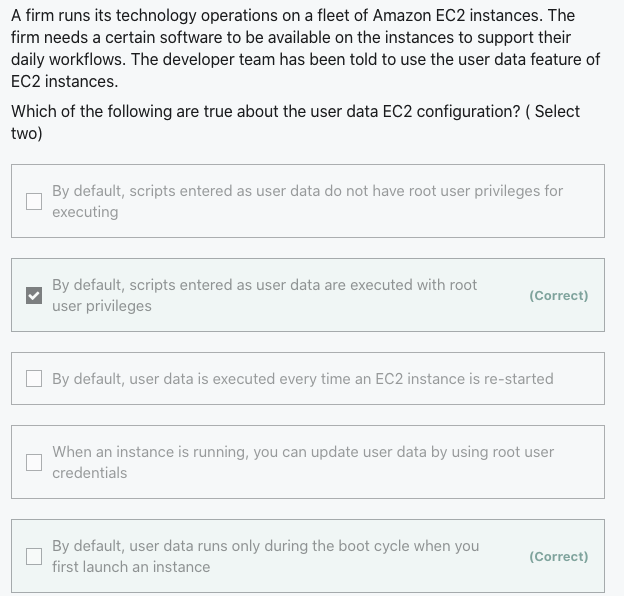 A firm runs its technology operations on a fleet of Amazon EC2 instances. The
firm needs a certain software to be available on the instances to support their
daily workflows. The developer team has been told to use the user data feature of
EC2 instances.
Which of the following are true about the user data EC2 configuration? ( Select
two)
By default, scripts entered as user data do not have root user privileges for
executing
By default, scripts entered as user data are executed with root
user privileges
(Correct)
By default, user data is executed every time an EC2 instance is re-started
When an instance is running, you can update user data by using root user
credentials
By default, user data runs only during the boot cycle when you
first launch an instance
(Correct)